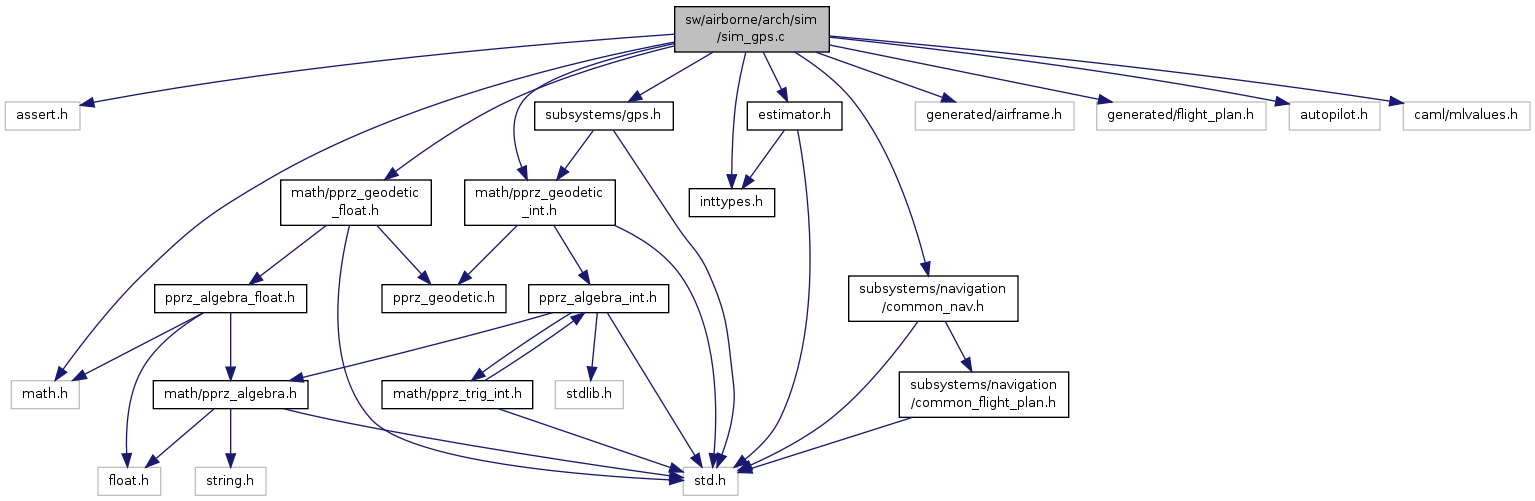 sw/airborne/arch/sim
/sim_gps.c
assert.h
subsystems/gps.h
estimator.h
generated/airframe.h
generated/flight_plan.h
autopilot.h
caml/mlvalues.h
math/pprz_geodetic
_float.h
math/pprz_geodetic
_int.h
inttypes.h
pprz_algebra_float.h
pprz_geodetic.h
pprz_algebra_int.h
subsystems/navigation
/common_nav.h
math.h
math/pprz_algebra.h
math/pprz_trig_int.h
stdlib.h
subsystems/navigation
/common_flight_plan.h
float.h
string.h
std.h